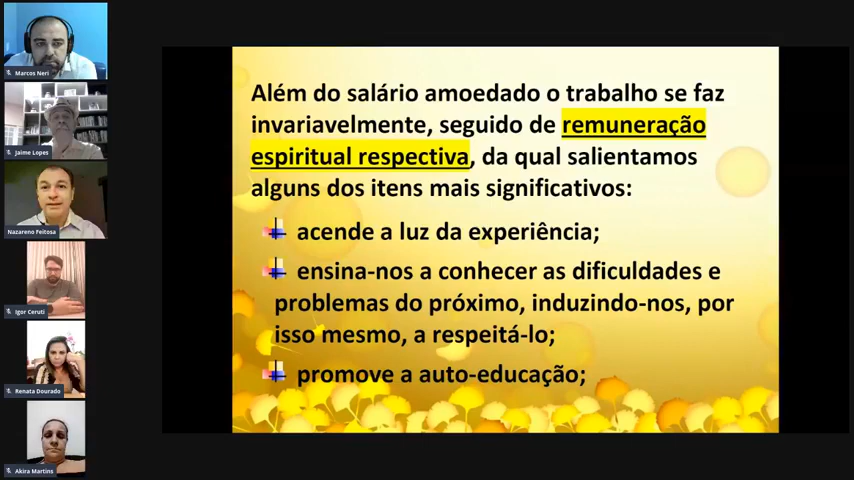 Marcos Neri
Jaime Lopes
Nazareno Feitosa
Igor Ceruti
Renata Dourado
Akira Martins
Além do salário amoedado o trabalho se faz
invariavelmente, seguido de remuneração
espiritual respectiva, da qual salientamos
alguns dos itens mais significativos:
acende a luz da experiência;
ensina-nos a conhecer as dificuldades e
problemas do próximo, induzindo-nos, por
isso mesmo, a respeitá-lo;
promove a auto-educação;